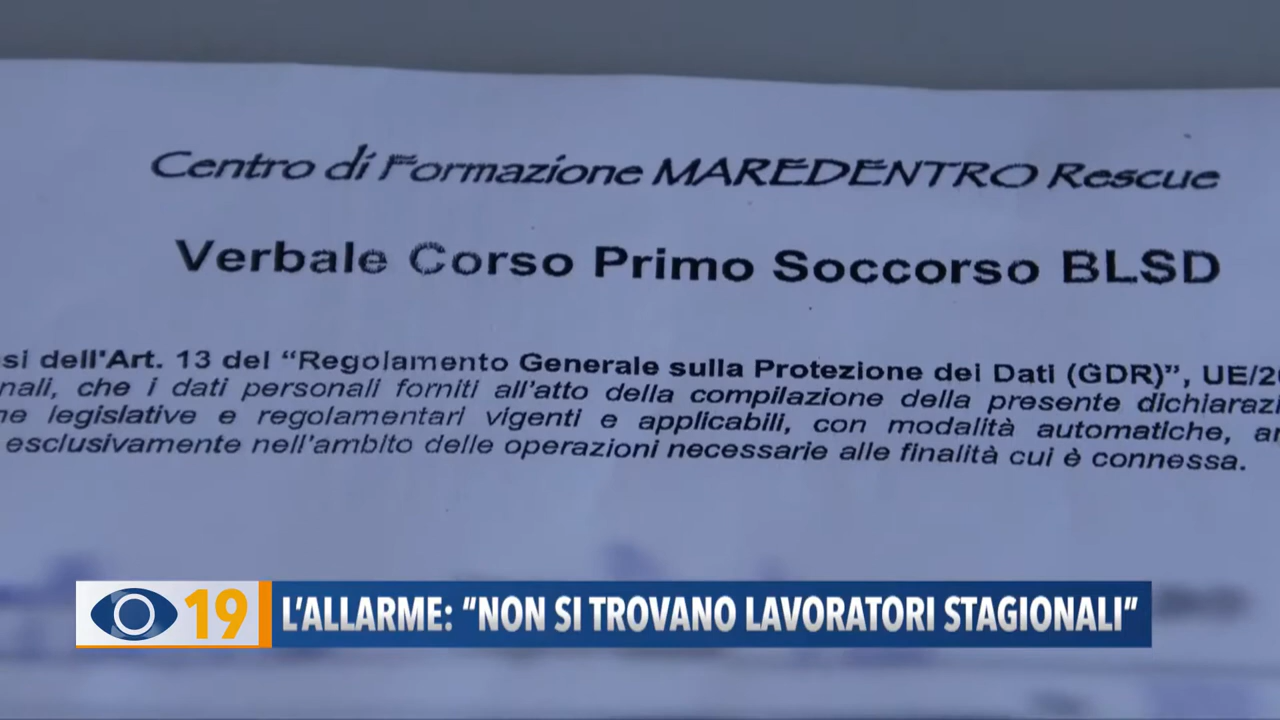 Centro di Formazione MAREDENTRO Rescue
Verbale Corso Primo Soccorso BLSD
si dell'Art. 13 del “Regolamento Generale sulla Protezione dei Dati (GDR)”, UE/20
nali, che i dati personali forniti all'atto della compilazione della presente dichiarazi
ne legislative e regolamentari vigenti e applicabili, con modalità automatiche, an
esclusivamente nell'ambito delle operazioni necessarie alle finalità cui è connessa.
19 L'ALLARME: “NON SI TROVANO LAVORATORI STAGIONALI”